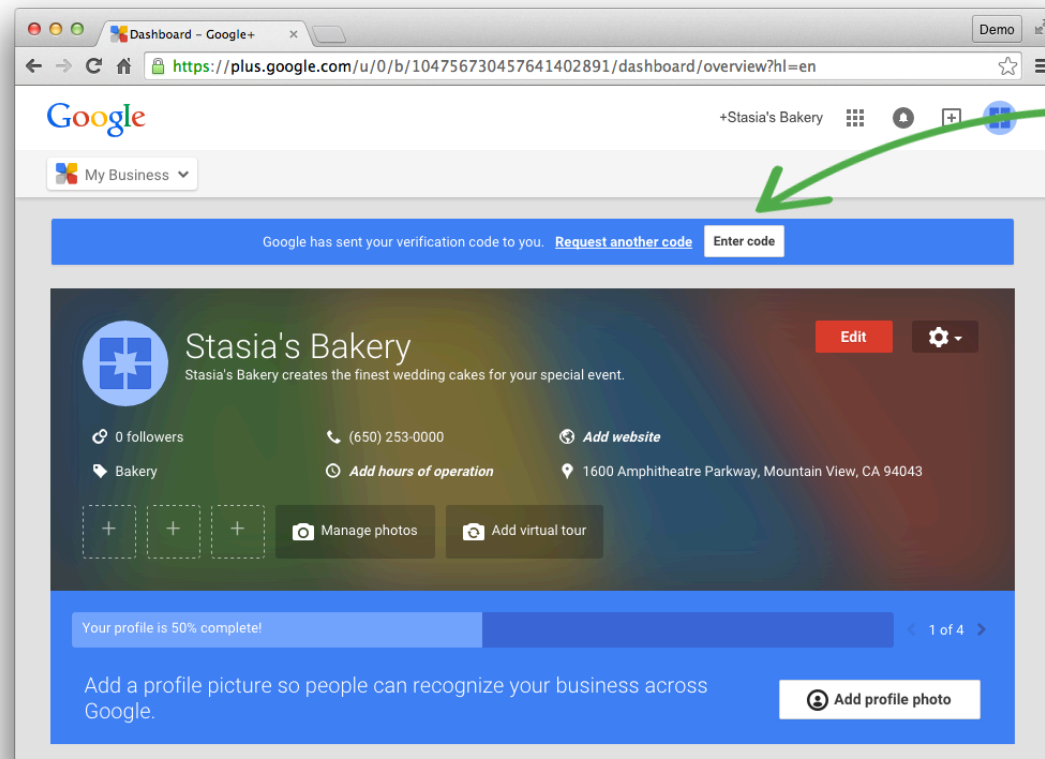 Dashboard – Google+
Demo
https://plus.google.com/u/0/b/104756730457641402891/dashboard/overview?hl=en
Google
+Stasia's Bakery
My Business
Google has sent your verification code to you. Request another code Enter code
Stasia's Bakery
Edit
Stasia's Bakery creates the finest wedding cakes for your special event.
0 followers
(650) 253-0000
Add website
Bakery
Add hours of operation
1600 Amphitheatre Parkway, Mountain View, CA 94043
Manage photos
Add virtual tour
Your profile is 50% complete!
1 of 4
Add a profile picture so people can recognize your business across
Google.
Add profile photo